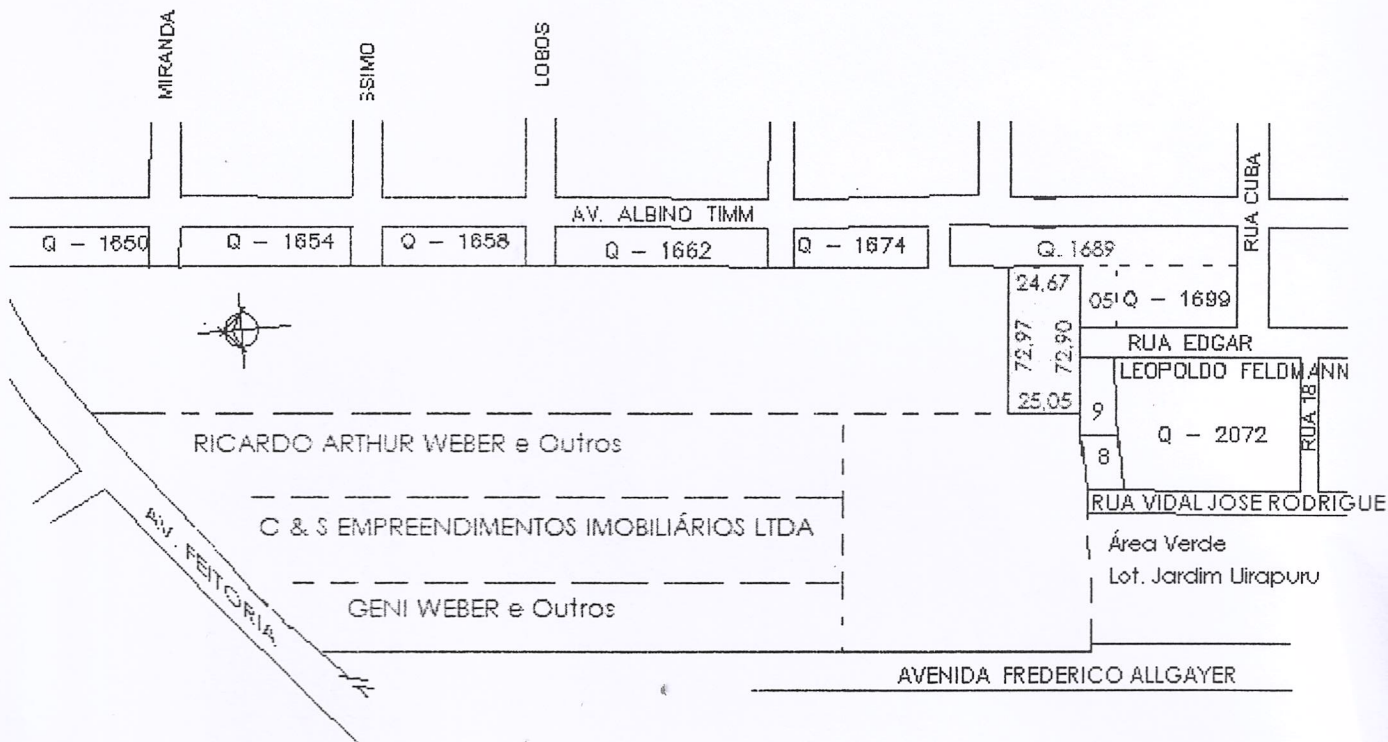 MIRANDA
SSIMO
LOBOS
RUA CUBA
AV. ALBINO TIMM
Q - 1650
Q - 1654
Q - 1658
Q - 1662
Q - 1674
Q. 1689
24,67
72,97
72,90
25,05
05
Q - 1699
RUA EDGAR
LEOPOLDO FELDMANN
9
8
Q - 2072
RUA 18
RUA VIDAL JOSE RODRIGUE
RICARDO ARTHUR WEBER e Outros
C & S EMPREENDIMENTOS IMOBILIÁRIOS LTDA
GENI WEBER e Outros
AV. FEITORIA
Área Verde
Lot. Jardim Uirapuru
AVENIDA FREDERICO ALLGAYER